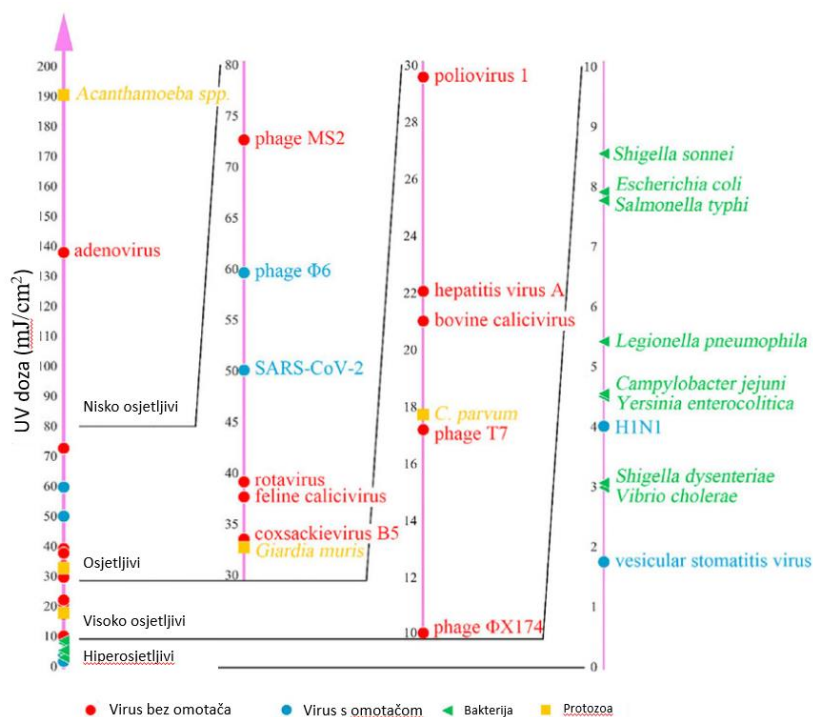 UV doza (mJ/cm²)
200
190
180
170
160
150
140
130
120
110
100
90
80
70
60
50
40
30
20
10
0
Acanthamoeba spp.
adenovirus
Nisko osjetljivi
Osjetljivi
Visoko osjetljivi
Hiperosjetljivi
80
75
70
65
60
55
50
45
40
35
30
phage MS2
phage Φ6
SARS-CoV-2
rotavirus
feline calicivirus
coxsackievirus B5
Giardia muris
30
28
26
24
22
20
18
16
14
12
10
poliovirus 1
hepatitis virus A
bovine calicivirus
C. parvum
phage T7
phage ΦX174
10
9
8
7
6
5
4
3
2
1
0
Shigella sonnei
Escherichia coli
Salmonella typhi
Legionella pneumophila
Campylobacter jejuni
Yersinia enterocolitica
H1N1
Shigella dysenteriae
Vibrio cholerae
vesicular stomatitis virus
Virus bez omotača
Virus s omotačom
Bakterija
Protozoa